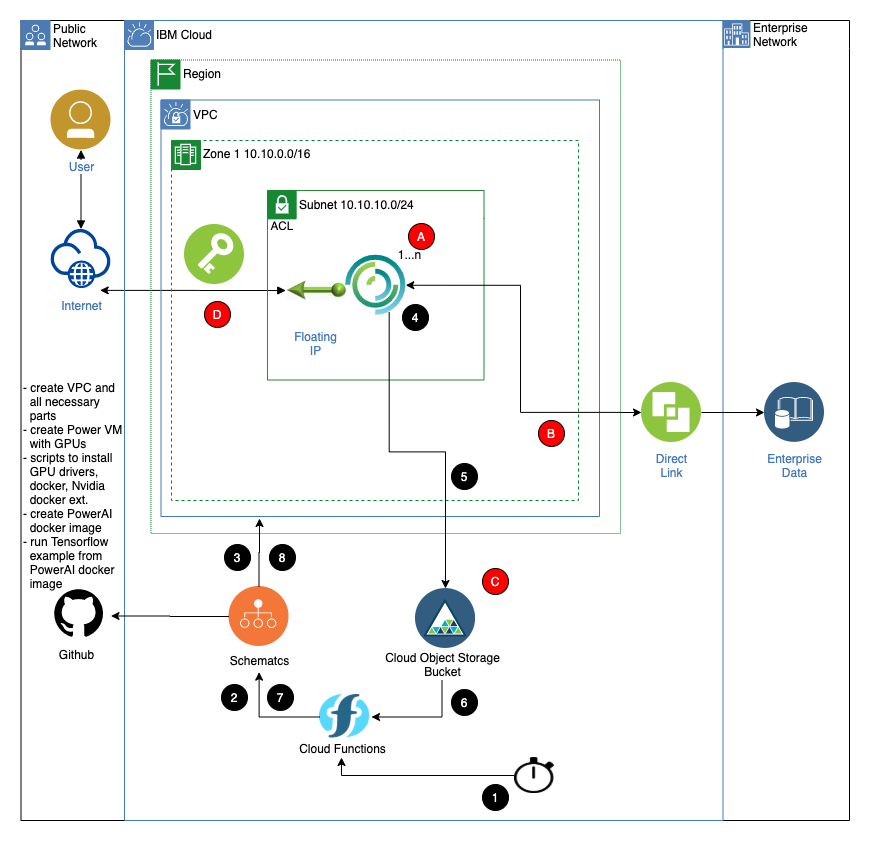 Public
Network
IBM Cloud
Enterprise
Network
Region
VPC
Zone 1 10.10.0.0/16
Subnet 10.10.10.0/24
ACL
User
A
1...n
D
4
Internet
Floating
IP
B
Direct
Link
Enterprise
Data
- create VPC and
all necessary
parts
- create Power VM
with GPUs
- scripts to install
GPU drivers,
docker, Nvidia
docker ext.
- create PowerAI
docker image
- run Tensorflow
example from
PowerAI docker
image
5
3
8
C
Github
Schematcs
Cloud Object Storage
Bucket
2
7
6
Cloud Functions
1